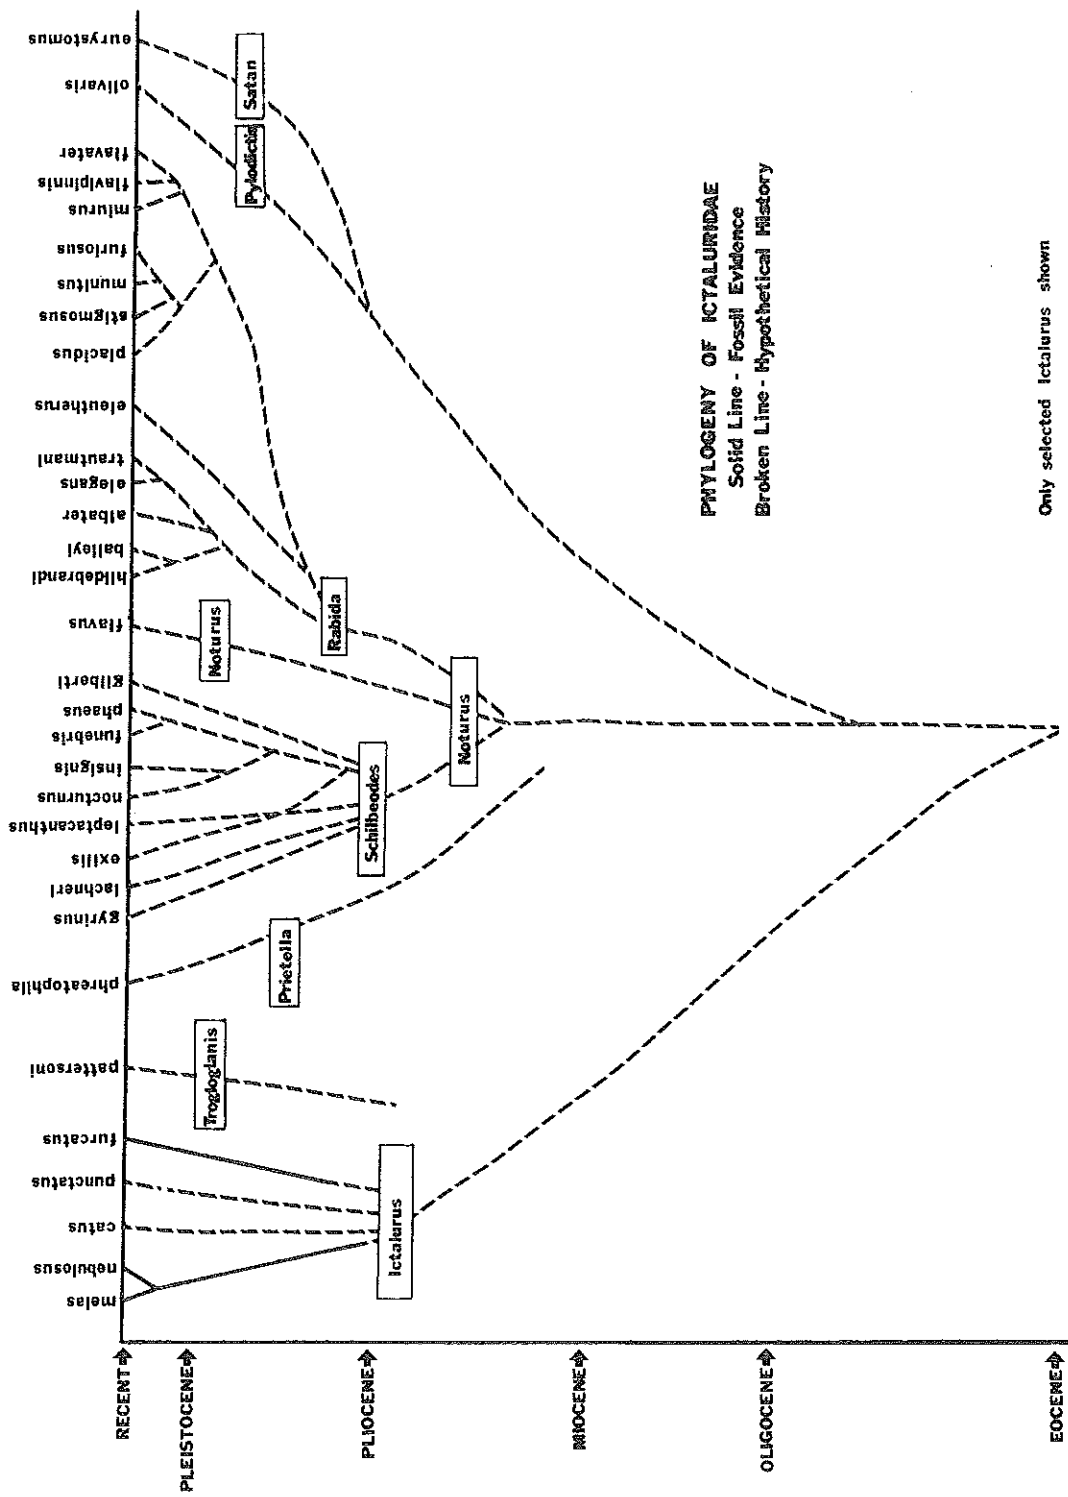 eurystomus
olivaris
flavater
flavipinnis
miurus
furiosus
munitus
stigmosus
placidus
eleutherus
trautmani
elegans
albater
baileyi
hildebrandi
flavus
gilberti
phaeus
funebris
insignis
nocturnus
leptacanthus
exilis
lachneri
gyrinus
phreatophila
pattersoni
furcatus
punctatus
catus
nebulosus
melas
Satan
Pylodictis
Noturus
Rabida
Noturus
Schilbeodes
Prietella
Trogloglanis
Ictalurus
RECENT
PLEISTOCENE
PLIOCENE
MIOCENE
OLIGOCENE
EOCENE
PHYLOGENY OF ICTALURIDAE
Solid Line - Fossil Evidence
Broken Line - Hypothetical History
Only selected Ictalurus shown